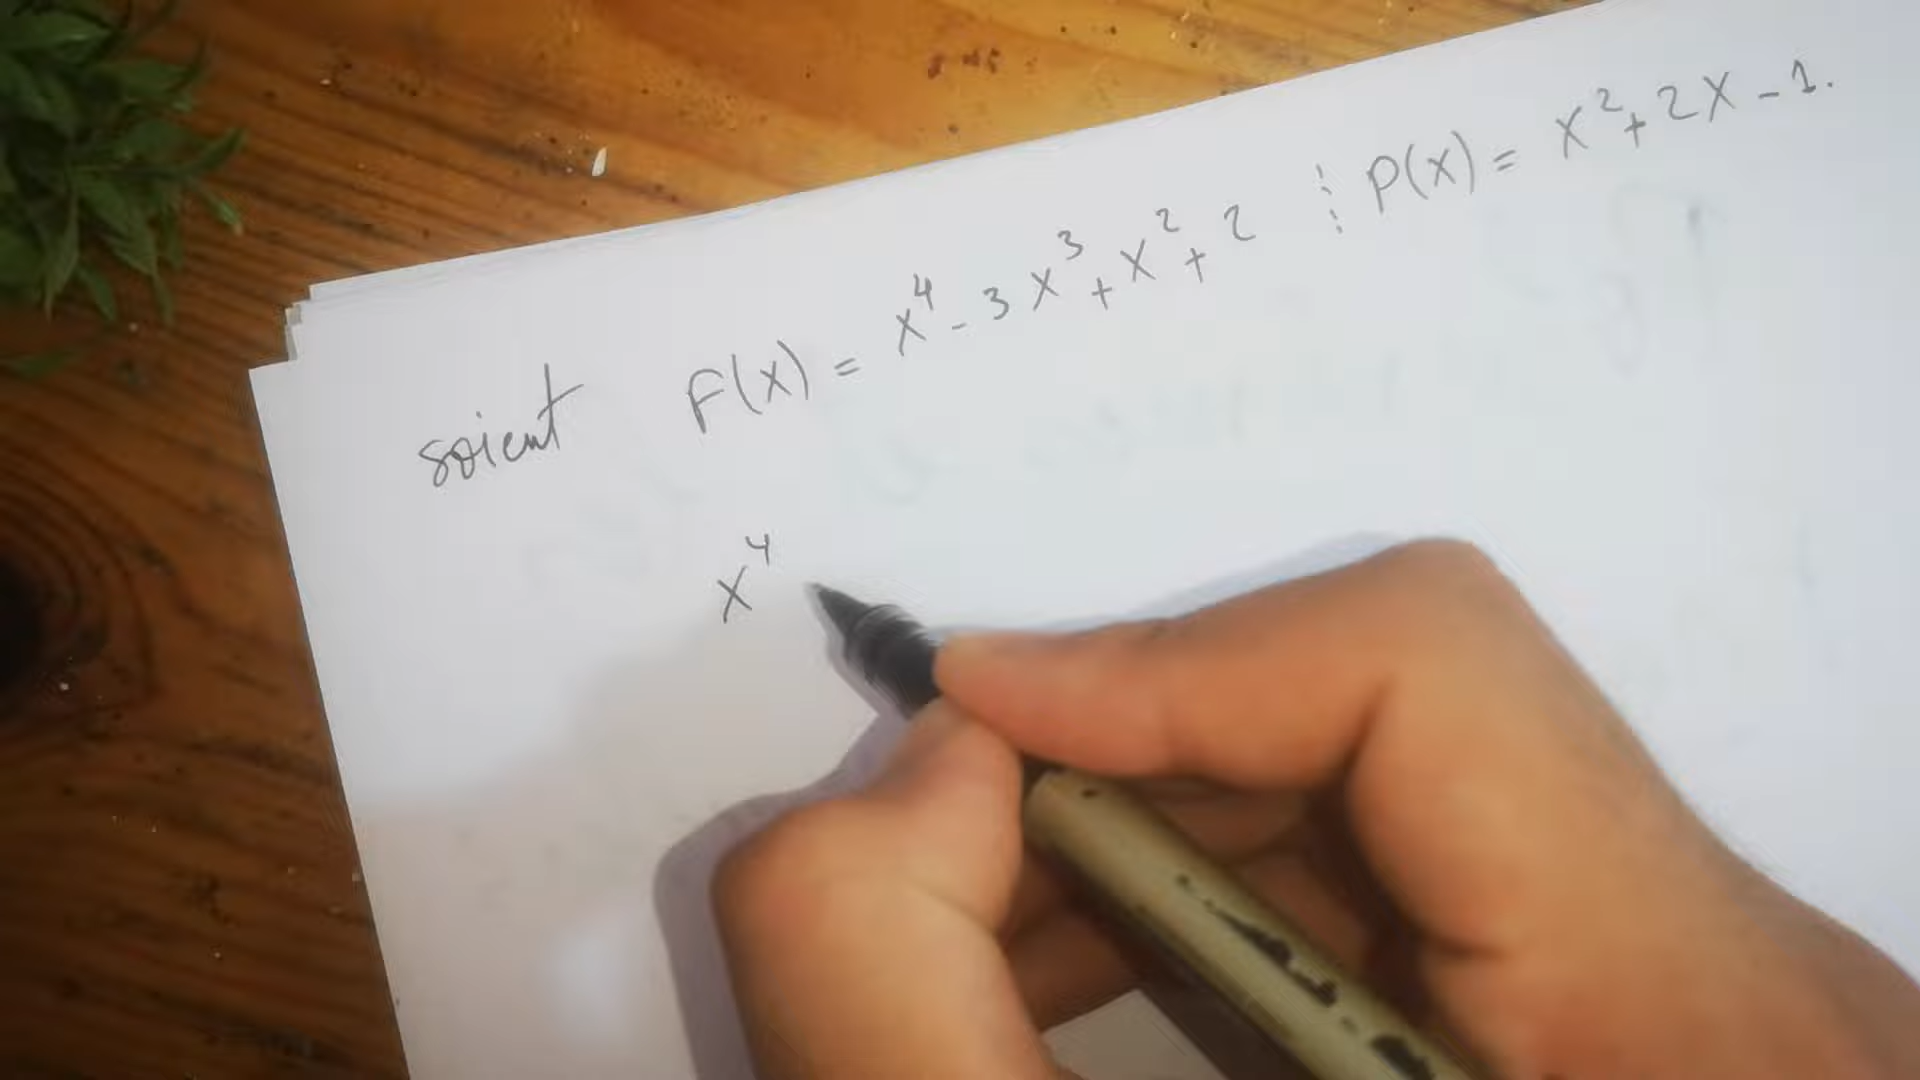 soient F(x) = x⁴ - 3x³ + x² + 2 ⋮ P(x) = x² + 2x - 1.
x⁴